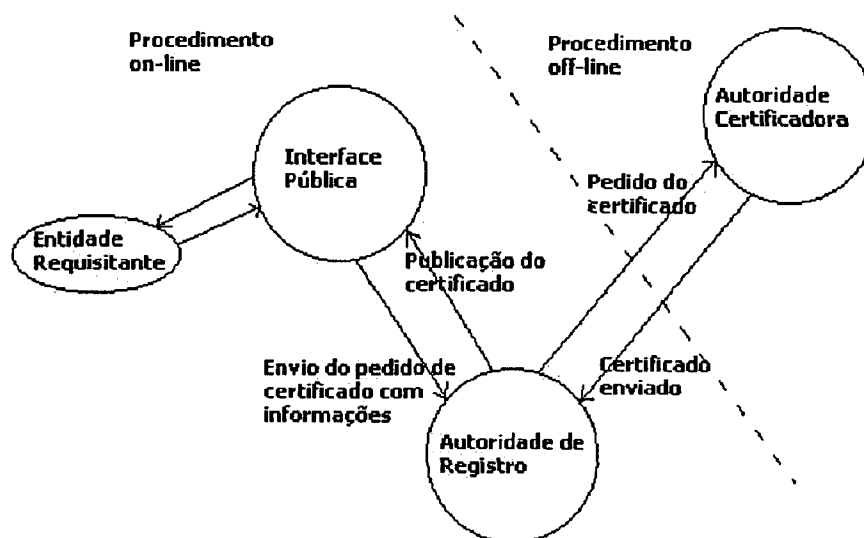 Procedimento
on-line
Procedimento
off-line
Autoridade
Certificadora
Interface
Pública
Pedido do
certificado
Entidade
Requisitante
Publicação do
certificado
Envio do pedido de
certificado com
informações
Certificado
enviado
Autoridade de
Registro